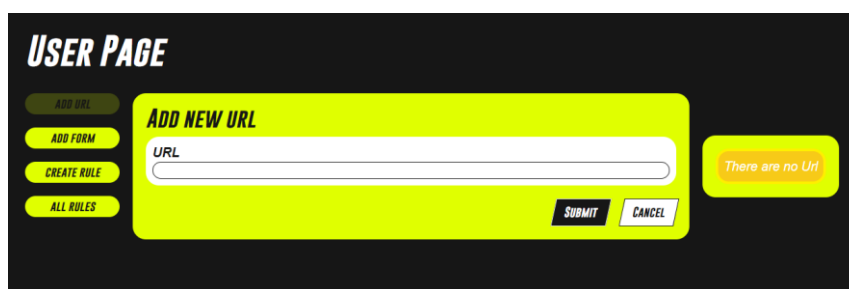 User Page
ADD URL
ADD FORM
CREATE RULE
ALL RULES
Add new url
URL
Submit
Cancel
There are no Url